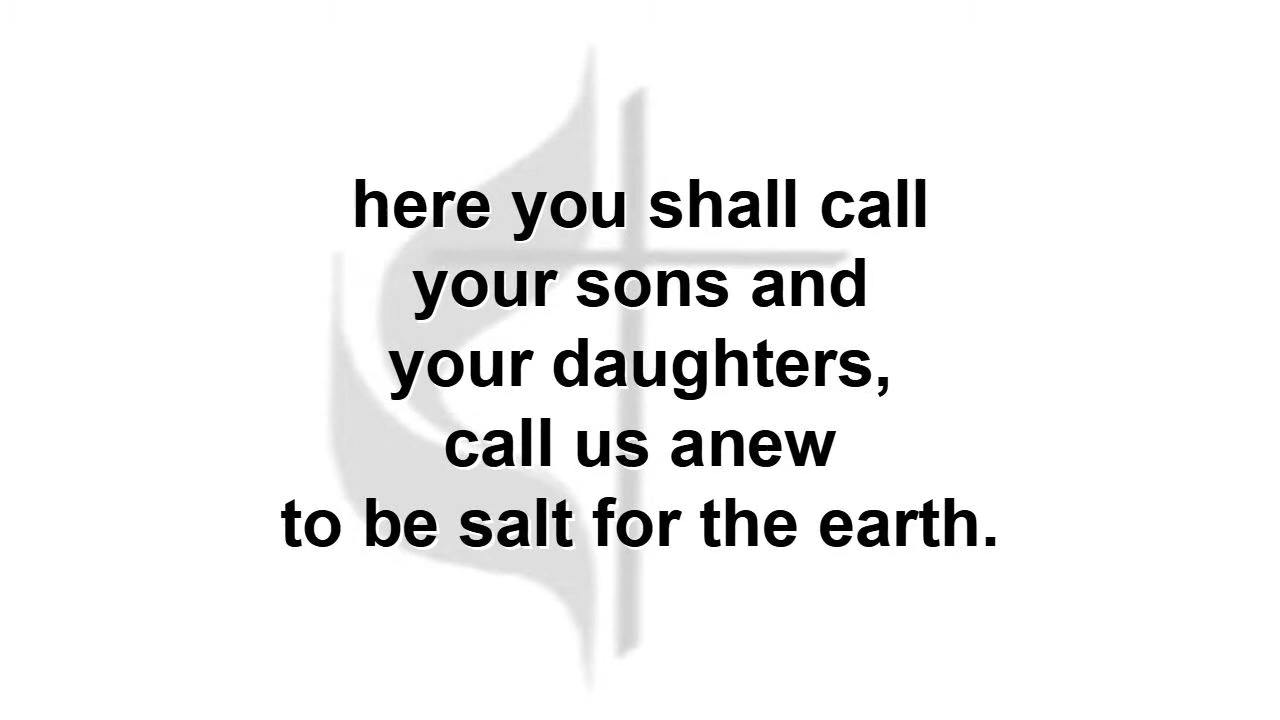 here you shall call
your sons and
your daughters,
call us anew
to be salt for the earth.